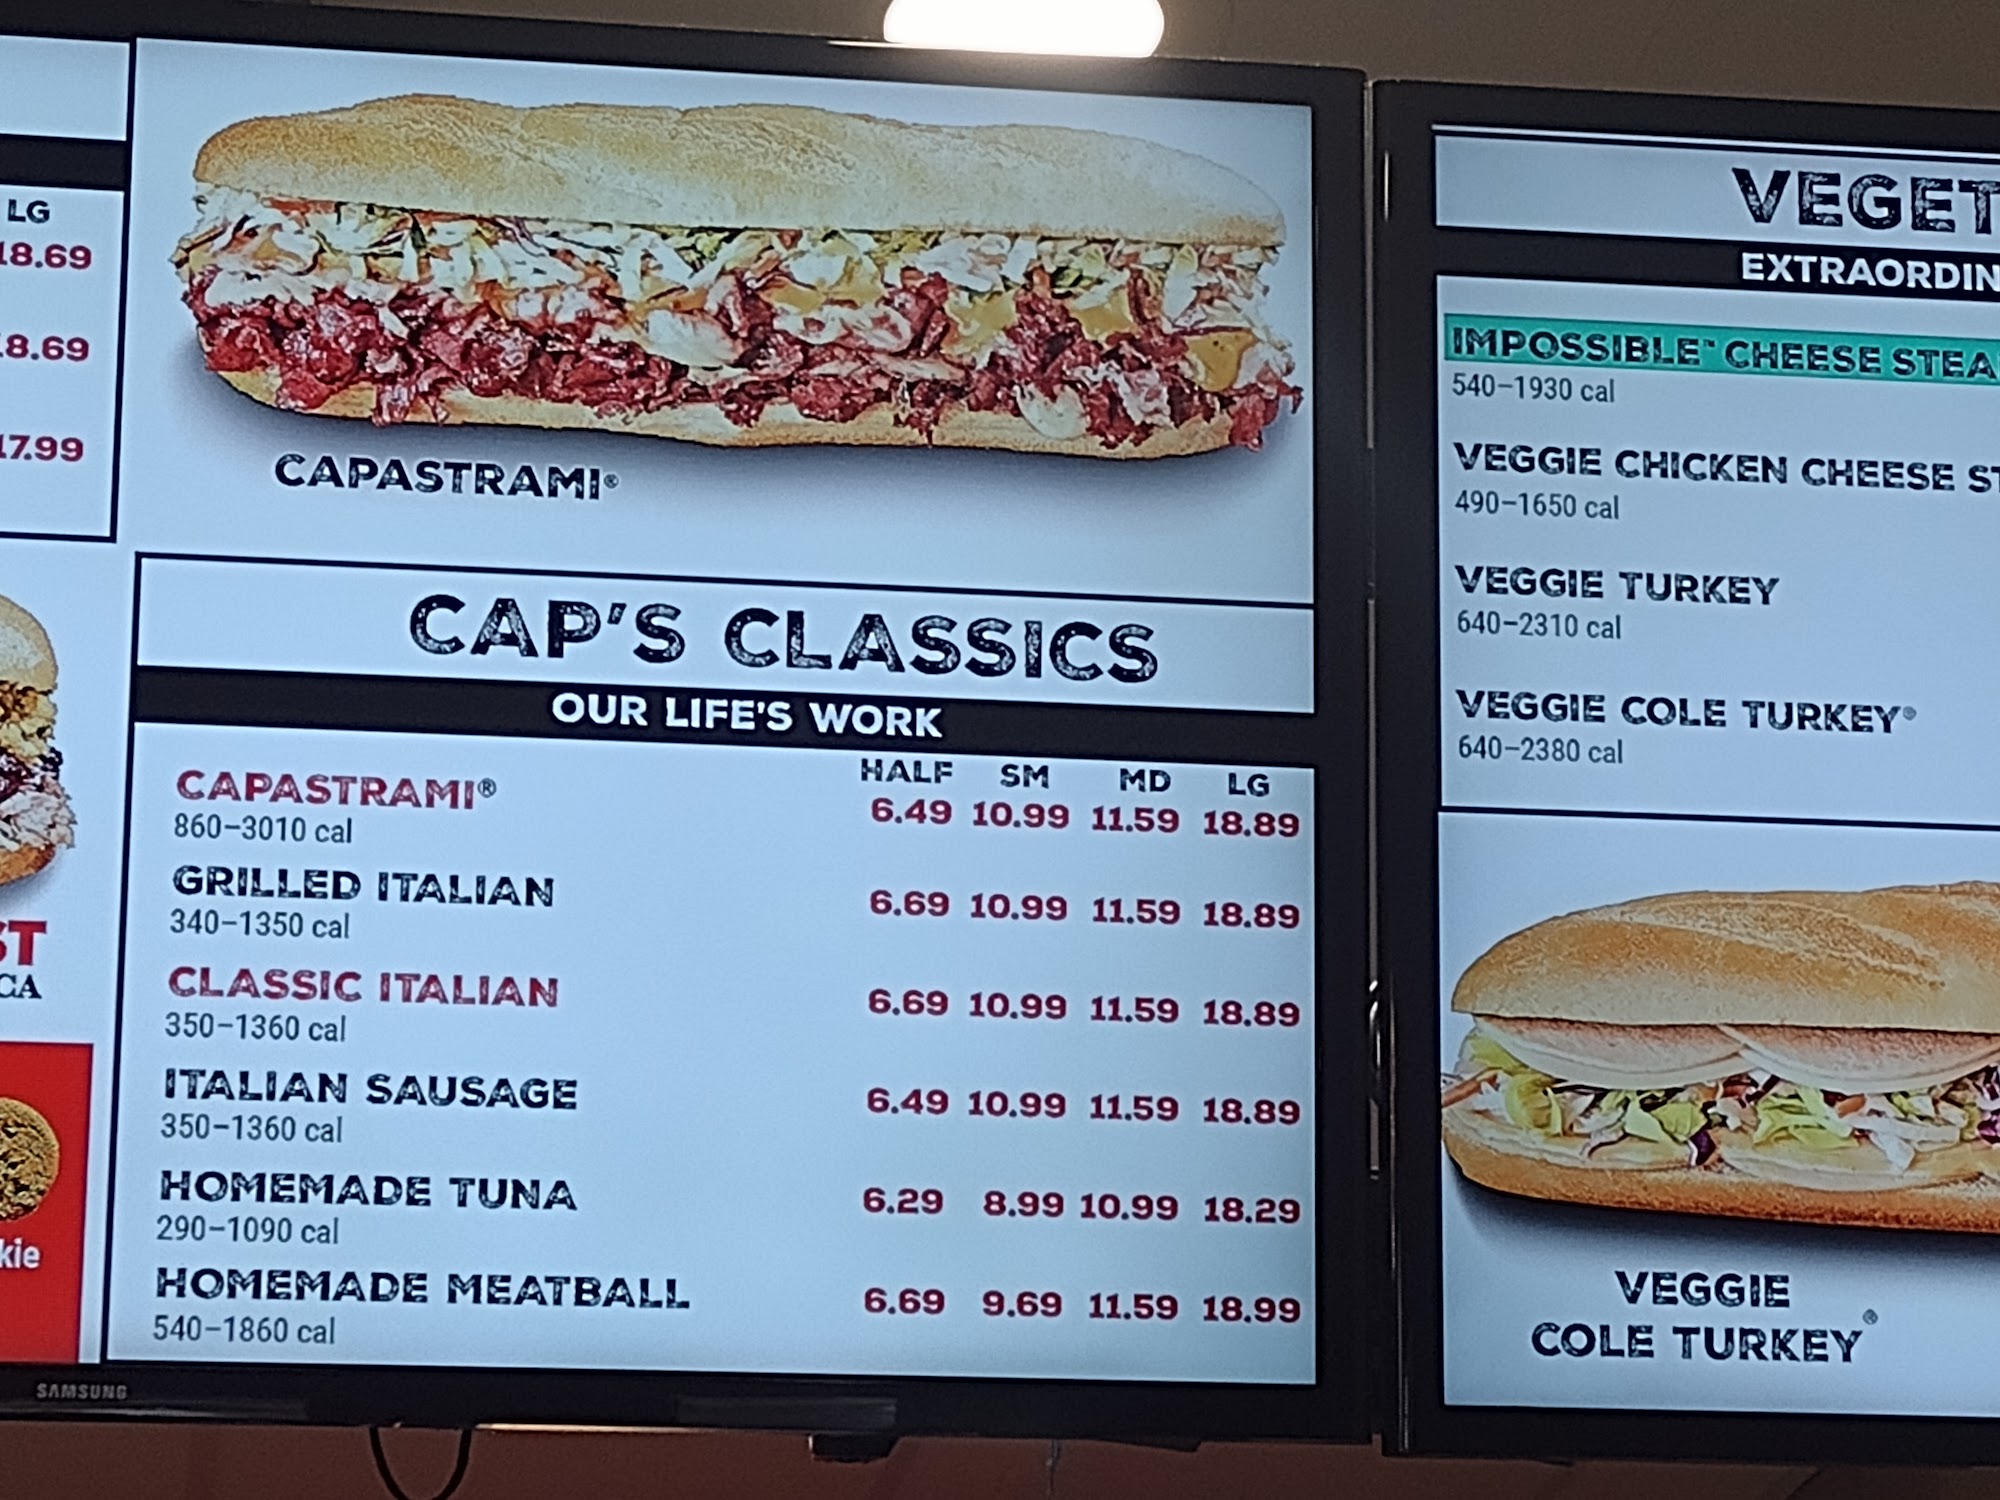 LG
18.69
18.69
17.99
ST
CA
kie
CAPASTRAMI®
CAP'S CLASSICS
OUR LIFE'S WORK
HALF SM MD LG
CAPASTRAMI® 6.49 10.99 11.59 18.89
860–3010 cal
GRILLED ITALIAN 6.69 10.99 11.59 18.89
340–1350 cal
CLASSIC ITALIAN 6.69 10.99 11.59 18.89
350–1360 cal
ITALIAN SAUSAGE 6.49 10.99 11.59 18.89
350–1360 cal
HOMEMADE TUNA 6.29 8.99 10.99 18.29
290–1090 cal
HOMEMADE MEATBALL 6.69 9.69 11.59 18.99
540–1860 cal
SAMSUNG
VEGET
EXTRAORDIN
IMPOSSIBLE™ CHEESE STEA
540–1930 cal
VEGGIE CHICKEN CHEESE ST
490–1650 cal
VEGGIE TURKEY
640–2310 cal
VEGGIE COLE TURKEY®
640–2380 cal
VEGGIE
COLE TURKEY®